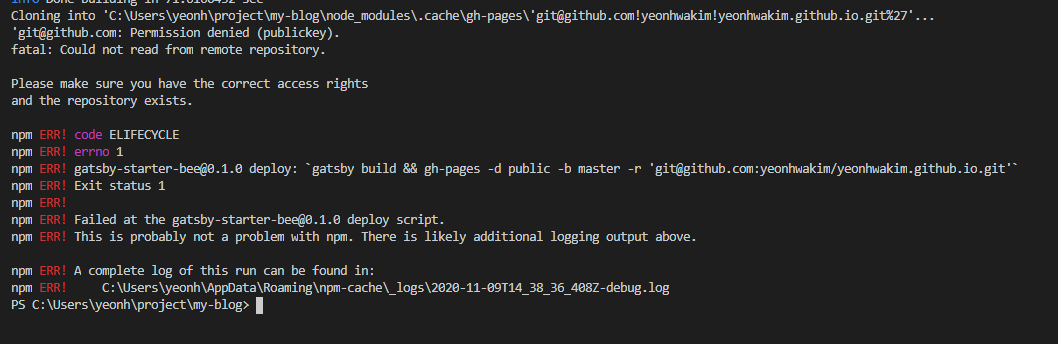 info Done building in 71.0160432 sec
Cloning into 'C:\Users\yeonh\project\my-blog\node_modules\.cache\gh-pages\'git@github.com!yeonhwakim!yeonhwakim.github.io.git%27'...
'git@github.com: Permission denied (publickey).
fatal: Could not read from remote repository.
Please make sure you have the correct access rights
and the repository exists.
npm ERR! code ELIFECYCLE
npm ERR! errno 1
npm ERR! gatsby-starter-bee@0.1.0 deploy: `gatsby build && gh-pages -d public -b master -r 'git@github.com:yeonhwakim/yeonhwakim.github.io.git'`
npm ERR! Exit status 1
npm ERR!
npm ERR! Failed at the gatsby-starter-bee@0.1.0 deploy script.
npm ERR! This is probably not a problem with npm. There is likely additional logging output above.
npm ERR! A complete log of this run can be found in:
npm ERR!     C:\Users\yeonh\AppData\Roaming\npm-cache\_logs\2020-11-09T14_38_36_408Z-debug.log
PS C:\Users\yeonh\project\my-blog>